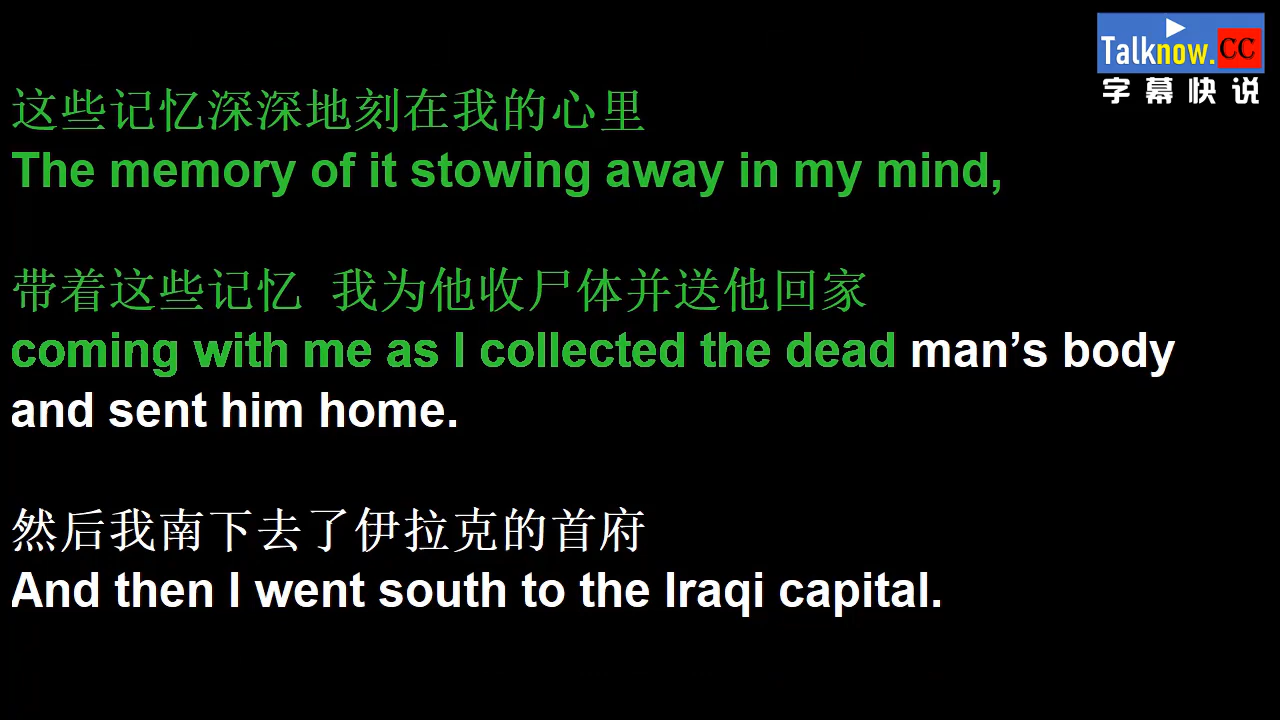 Talknow.CC
字幕快说
这些记忆深深地刻在我的心里
The memory of it stowing away in my mind,
带着这些记忆 我为他收尸体并送他回家
coming with me as I collected the dead man’s body
and sent him home.
然后我南下去了伊拉克的首府
And then I went south to the Iraqi capital.